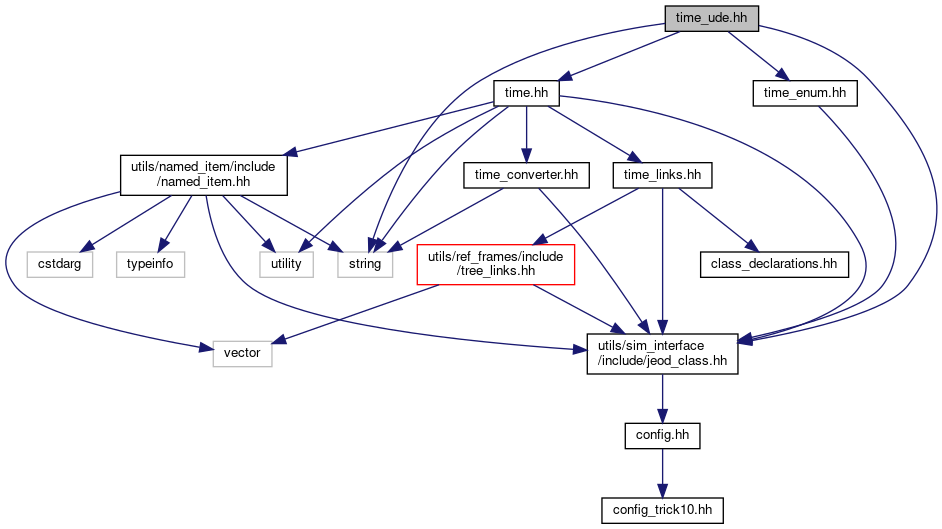 time_ude.hh
time.hh
time_enum.hh
utils/named_item/include
/named_item.hh
time_converter.hh
time_links.hh
cstdarg
typeinfo
utility
string
utils/ref_frames/include
/tree_links.hh
class_declarations.hh
vector
utils/sim_interface
/include/jeod_class.hh
config.hh
config_trick10.hh